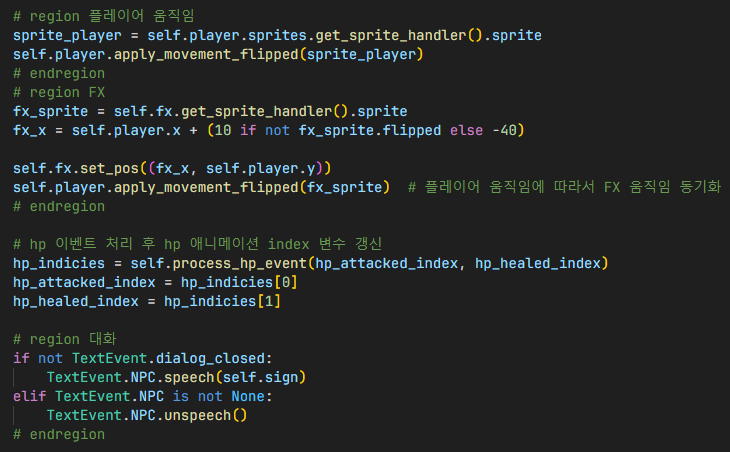 # region 플레이어 움직임
sprite_player = self.player.sprites.get_sprite_handler().sprite
self.player.apply_movement_flipped(sprite_player)
# endregion
# region FX
fx_sprite = self.fx.get_sprite_handler().sprite
fx_x = self.player.x + (10 if not fx_sprite.flipped else -40)
self.fx.set_pos((fx_x, self.player.y))
self.player.apply_movement_flipped(fx_sprite)  # 플레이어 움직임에 따라서 FX 움직임 동기화
# endregion
# hp 이벤트 처리 후 hp 애니메이션 index 변수 갱신
hp_indicies = self.process_hp_event(hp_attacked_index, hp_healed_index)
hp_attacked_index = hp_indicies[0]
hp_healed_index = hp_indicies[1]
# region 대화
if not TextEvent.dialog_closed:
    TextEvent.NPC.speech(self.sign)
elif TextEvent.NPC is not None:
    TextEvent.NPC.unspeech()
# endregion